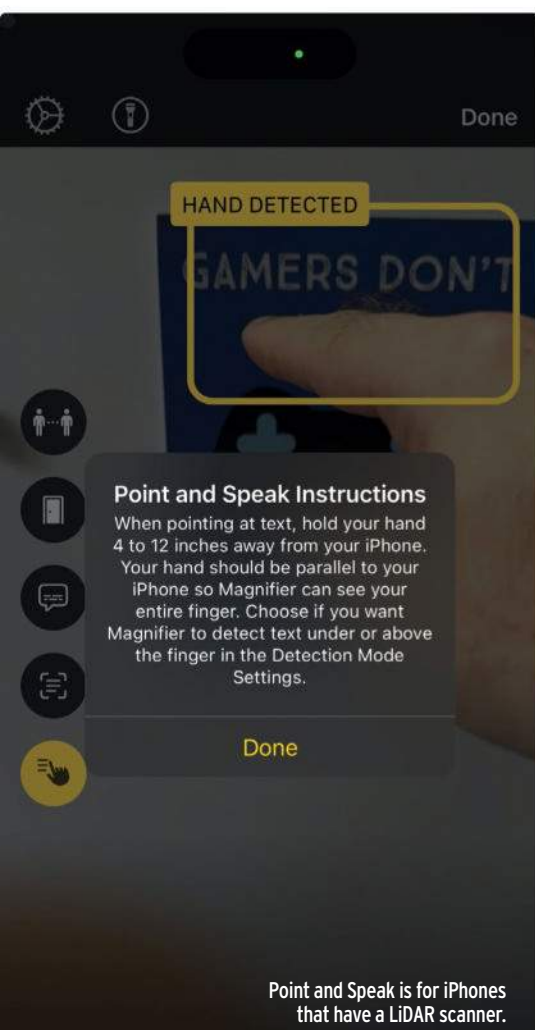 Done
HAND DETECTED
GAMERS DON'T
Point and Speak Instructions
When pointing at text, hold your hand
4 to 12 inches away from your iPhone.
Your hand should be parallel to your
iPhone so Magnifier can see your
entire finger. Choose if you want
Magnifier to detect text under or above
the finger in the Detection Mode
Settings.
Done
Point and Speak is for iPhones
that have a LiDAR scanner.